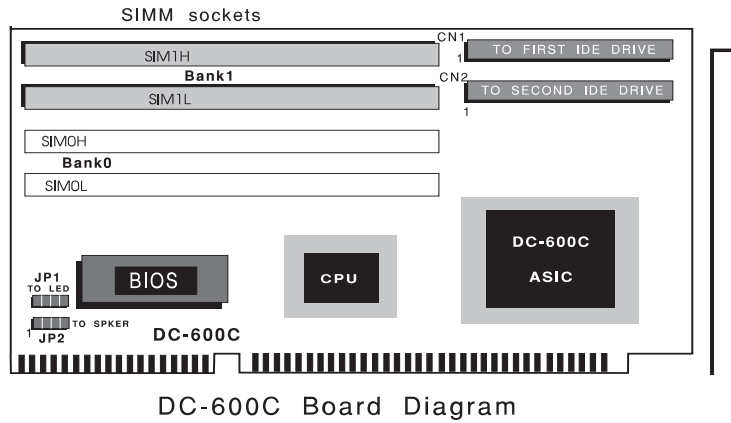 SIMM sockets
SIM1H
Bank1
SIM1L
SIM0H
Bank0
SIM0L
CN1
1
TO FIRST IDE DRIVE
CN2
TO SECOND IDE DRIVE
1
DC-600C
ASIC
CPU
BIOS
JP1
TO LED
TO SPKER
1
JP2
DC-600C
DC-600C Board Diagram